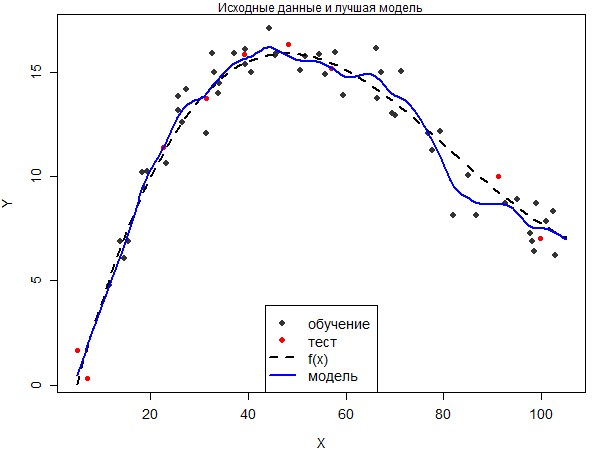 Исходные данные и лучшая модель
15
10
5
0
Y
обучение
тест
f(x)
модель
20
40
60
80
100
X